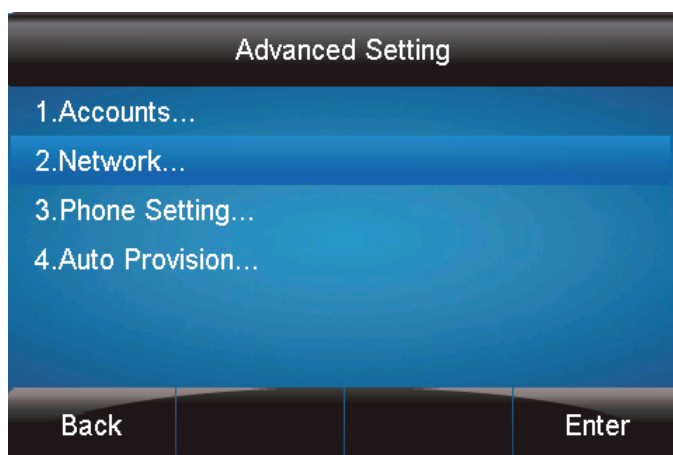 Advanced Setting
1.Accounts...
2.Network...
3.Phone Setting...
4.Auto Provision...
Back Enter